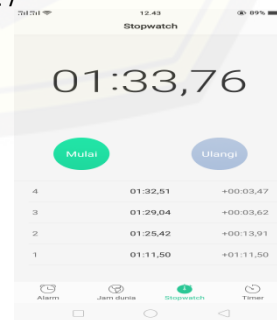 12.43 89%
Stopwatch
01:33,76
Mulai Ulangi
4 01:32,51 +00:03,47
3 01:29,04 +00:03,62
2 01:25,42 +00:13,91
1 01:11,50 +01:11,50
Alarm Jam dunia Stopwatch Timer